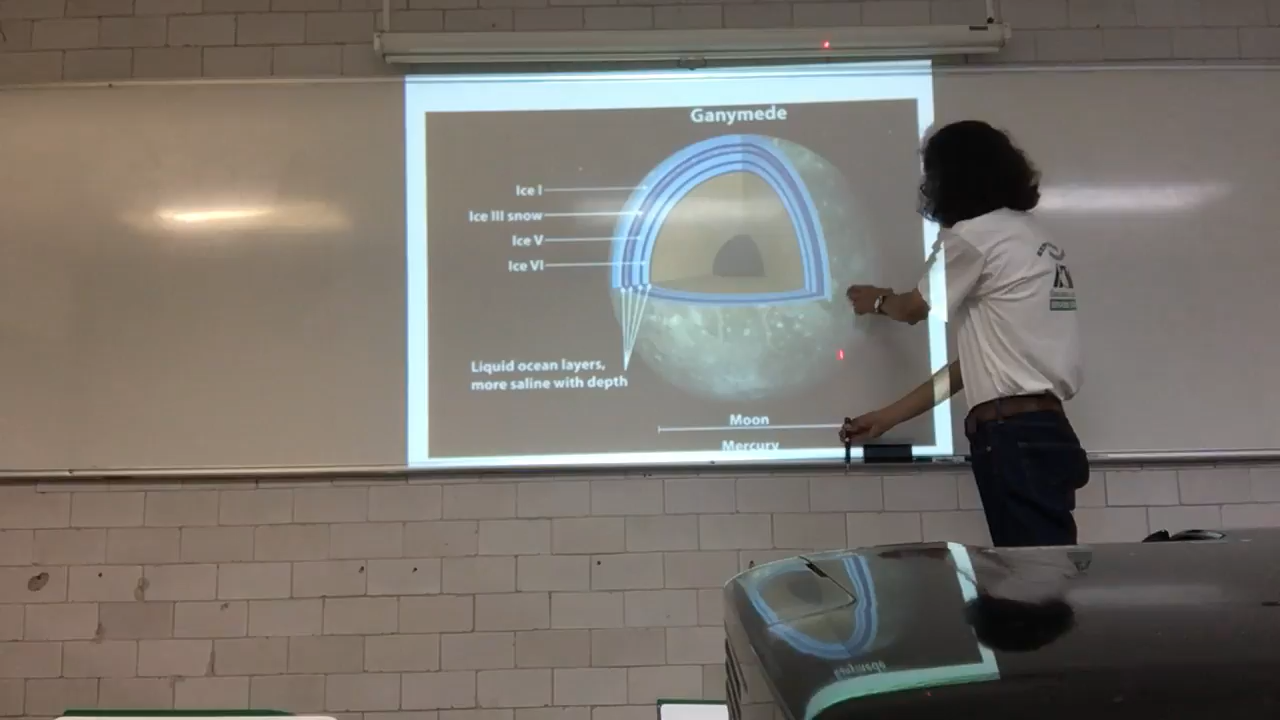 Ganymede
Ice I
Ice III snow
Ice V
Ice VI
Liquid ocean layers,
more saline with depth
Moon
Mercury